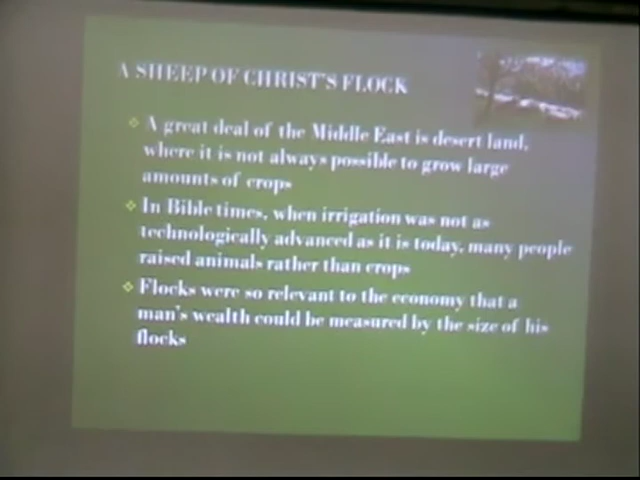 A SHEEP OF CHRIST'S FLOCK
A great deal of the Middle East is desert land,
where it is not always possible to grow large
amounts of crops
In Bible times, when irrigation was not as
technologically advanced as it is today, many people
raised animals rather than crops
Flocks were so relevant to the economy that a
man's wealth could be measured by the size of his
flocks